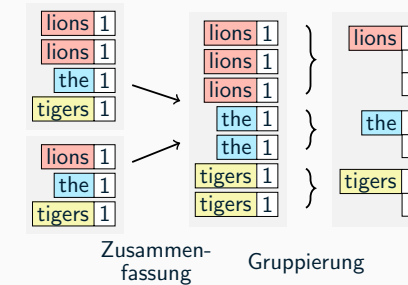 lions 1
lions 1
the 1
tigers 1
lions 1
the 1
tigers 1
lions 1
lions 1
lions 1
the 1
the 1
tigers 1
tigers 1
lions
the
tigers
Zusammen-
fassung
Gruppierung